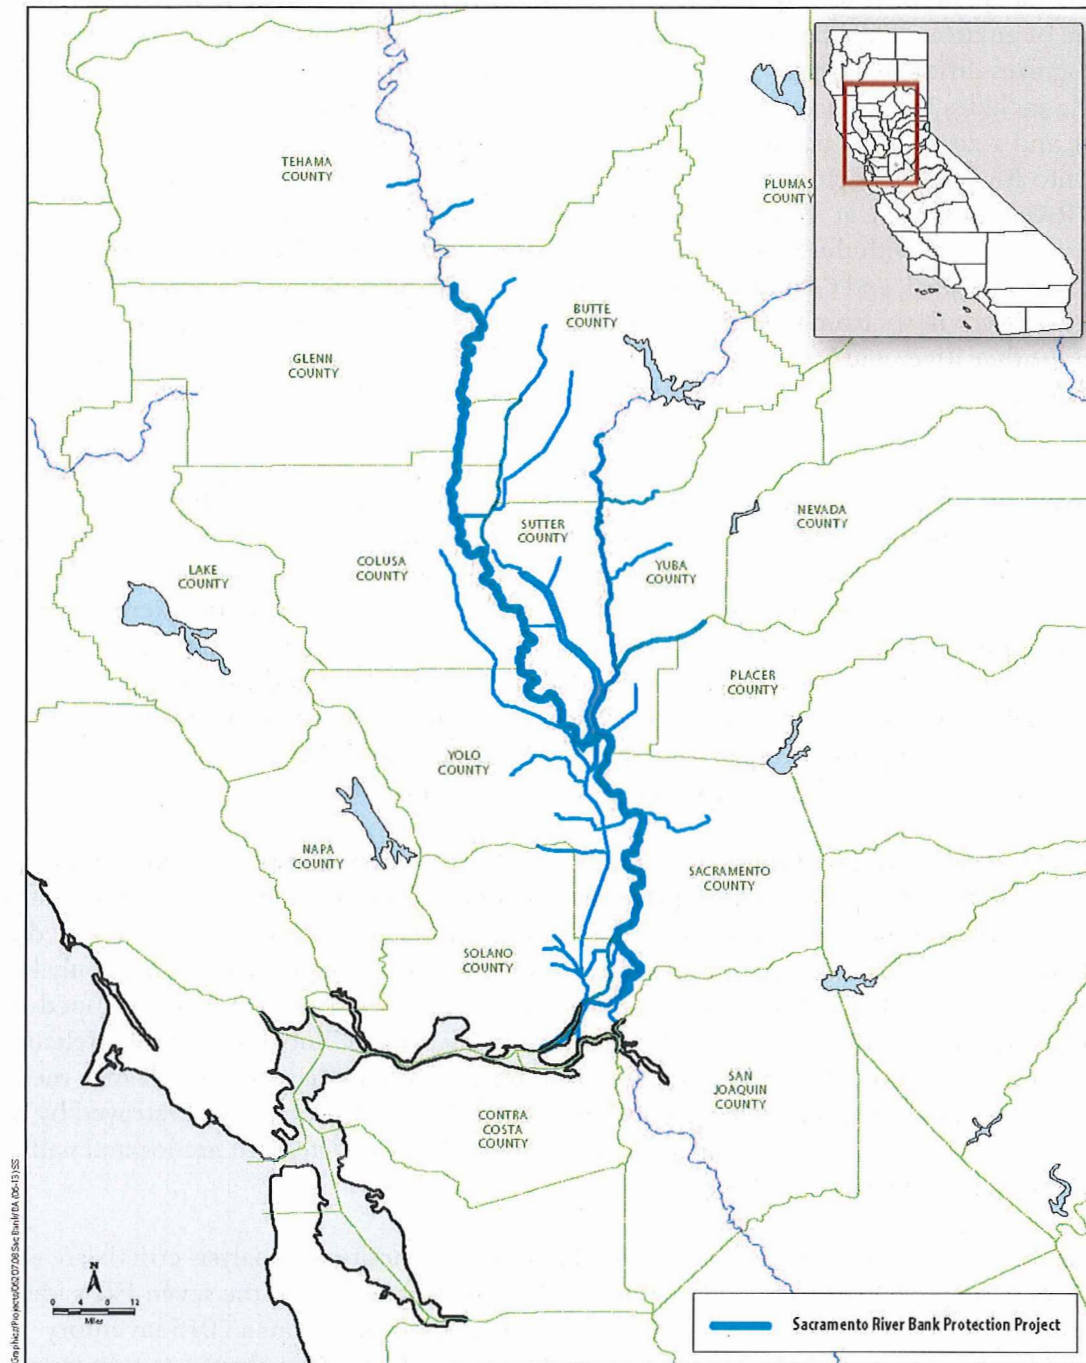 TEHAMA
COUNTY
PLUMAS
COUNTY
BUTTE
COUNTY
GLENN
COUNTY
NEVADA
COUNTY
SUTTER
COUNTY
COLUSA
COUNTY
YUBA
COUNTY
LAKE
COUNTY
PLACER
COUNTY
YOLO
COUNTY
NAPA
COUNTY
SACRAMENTO
COUNTY
SOLANO
COUNTY
SAN
JOAQUIN
COUNTY
CONTRA
COSTA
COUNTY
N
0 4 8 12
Miles
Sacramento River Bank Protection Project